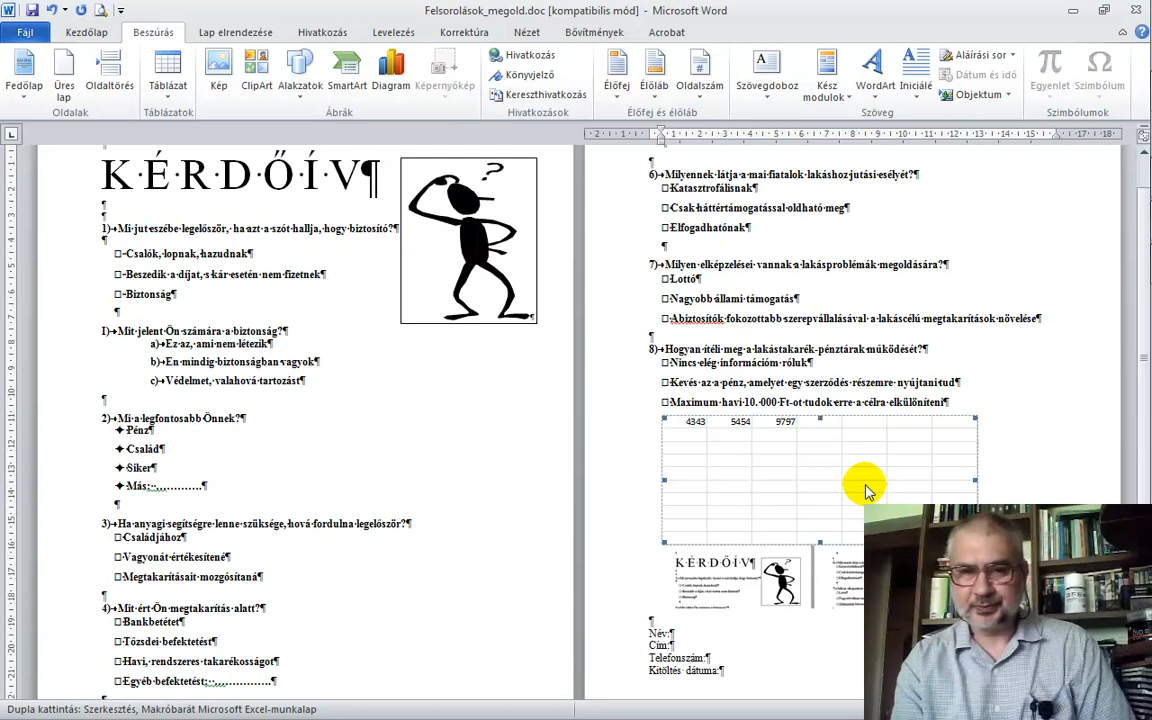 Felsorolások_megold.doc [kompatibilis mód] - Microsoft Word
Fájl Kezdőlap Beszúrás Lap elrendezése Hivatkozás Levelezés Korrektúra Nézet Bővítmények Acrobat
Fedőlap Üres lap Oldaltörés Táblázat Kép ClipArt Alakzatok SmartArt Diagram Képernyőkép
Hivatkozás
Könyvjelző
Kereszthivatkozás
Élőfej Élőláb Oldalszám Szövegdoboz Kész modulok WordArt Iniciálé
Aláírási sor
Dátum és idő
Objektum
Egyenlet Szimbólum
Oldalak Táblázatok Ábrák Hivatkozások Élőfej és élőláb Szöveg Szimbólumok
K·É·R·D·Ő·Í·V¶
1)→Mi·jut·eszébe·legelőször,·ha·azt·a·szót·hallja,·hogy·biztosító?¶
□·Csalók,·lopnak,·hazudnak¶
□·Beszedik·a·díjat,·s·kár·esetén·nem·fizetnek¶
□·Biztonság¶
I)→Mit·jelent·Ön·számára·a·biztonság?¶
a)→Ez·az,·ami·nem·létezik¶
b)→En·mindig·biztonságban·vagyok¶
c)→Védelmet,·valahová·tartozást¶
2)→Mi·a·legfontosabb·Önnek?¶
✦·Pénz¶
✦·Család¶
✦·Siker¶
✦·Más:·..............¶
3)→Ha·anyagi·segítségre·lenne·szüksége,·hová·fordulna·legelőször?¶
□Családjához¶
□Vagyonát·értékesítené¶
□Megtakarításait·mozgósítaná¶
4)→Mit·ért·Ön·megtakarítás·alatt?¶
□Bankbetétet¶
□Tőzsdei·befektetést¶
□Havi,·rendszeres·takarékosságot¶
□Egyéb·befektetést:·................¶
6)→Milyennek·látja·a·mai·fiatalok·lakáshoz·jutási·esélyét?¶
□Katasztrofálisnak¶
□Csak·háttértámogatással·oldható·meg¶
□Elfogadhatónak¶
7)→Milyen·elképzelései·vannak·a·lakásproblémák·megoldására?¶
□Lottó¶
□Nagyobb·állami·támogatás¶
□Abiztosítók·fokozottabb·szerepvállalásával·a·lakáscélú·megtakarítások·növelése¶
8)→Hogyan·ítéli·meg·a·lakástakarék-pénztárak·működését?¶
□Nincs·elég·információm·róluk¶
□Kevés·az·a·pénz,·amelyet·egy·szerződés·részemre·nyújtani·tud¶
□Maximum·havi·10.·000·Ft-ot·tudok·erre·a·célra·elkülöníteni¶
4343 5454 9797
K·É·R·D·Ő·Í·V¶
Név:¶
Cím:¶
Telefonszám:¶
Kitöltés·dátuma:¶
Dupla kattintás: Szerkesztés, Makróbarát Microsoft Excel-munkalap